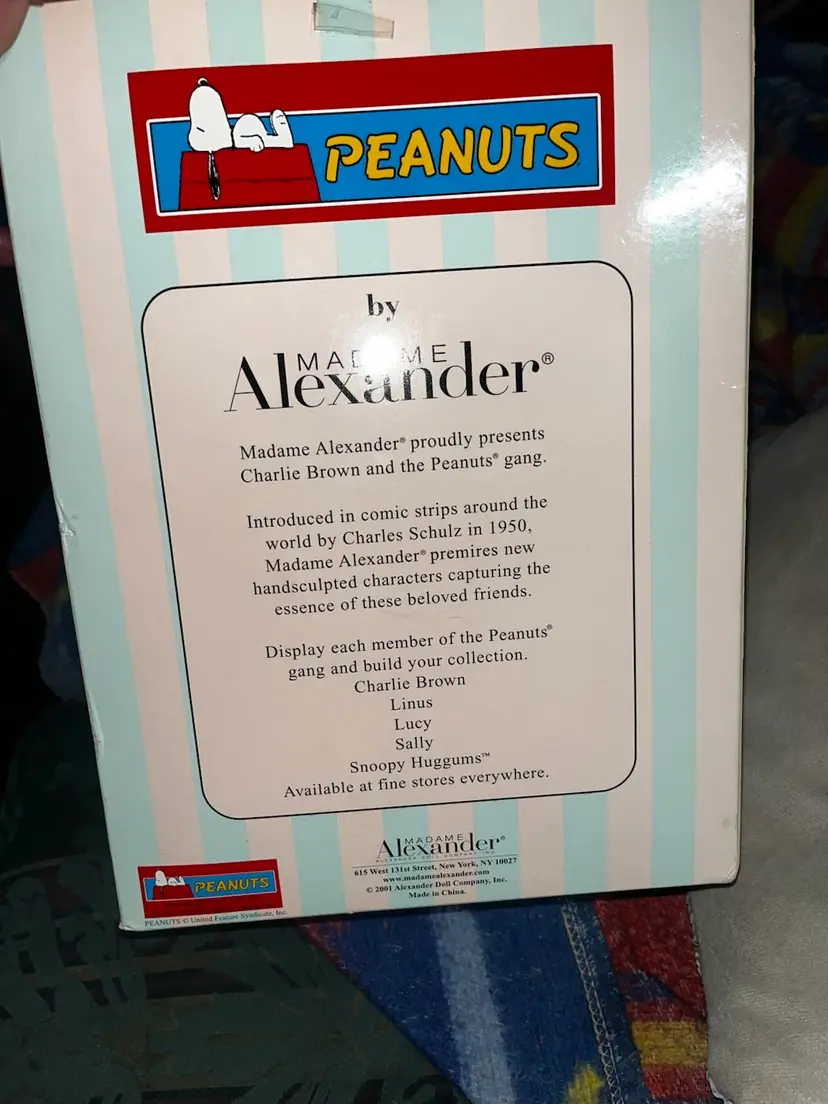 PEANUTS
by
MADAME
Alexander®
Madame Alexander® proudly presents
Charlie Brown and the Peanuts® gang.
Introduced in comic strips around the
world by Charles Schulz in 1950,
Madame Alexander® premires new
handsculpted characters capturing the
essence of these beloved friends.
Display each member of the Peanuts®
gang and build your collection.
Charlie Brown
Linus
Lucy
Sally
Snoopy Huggums™
Available at fine stores everywhere.
MADAME
Alexander®
ALEXANDER DOLL COMPANY, INC.
615 West 131st Street, New York, NY 10027
www.madamealexander.com
© 2001 Alexander Doll Company, Inc.
Made in China.
PEANUTS
PEANUTS © United Feature Syndicate, Inc.